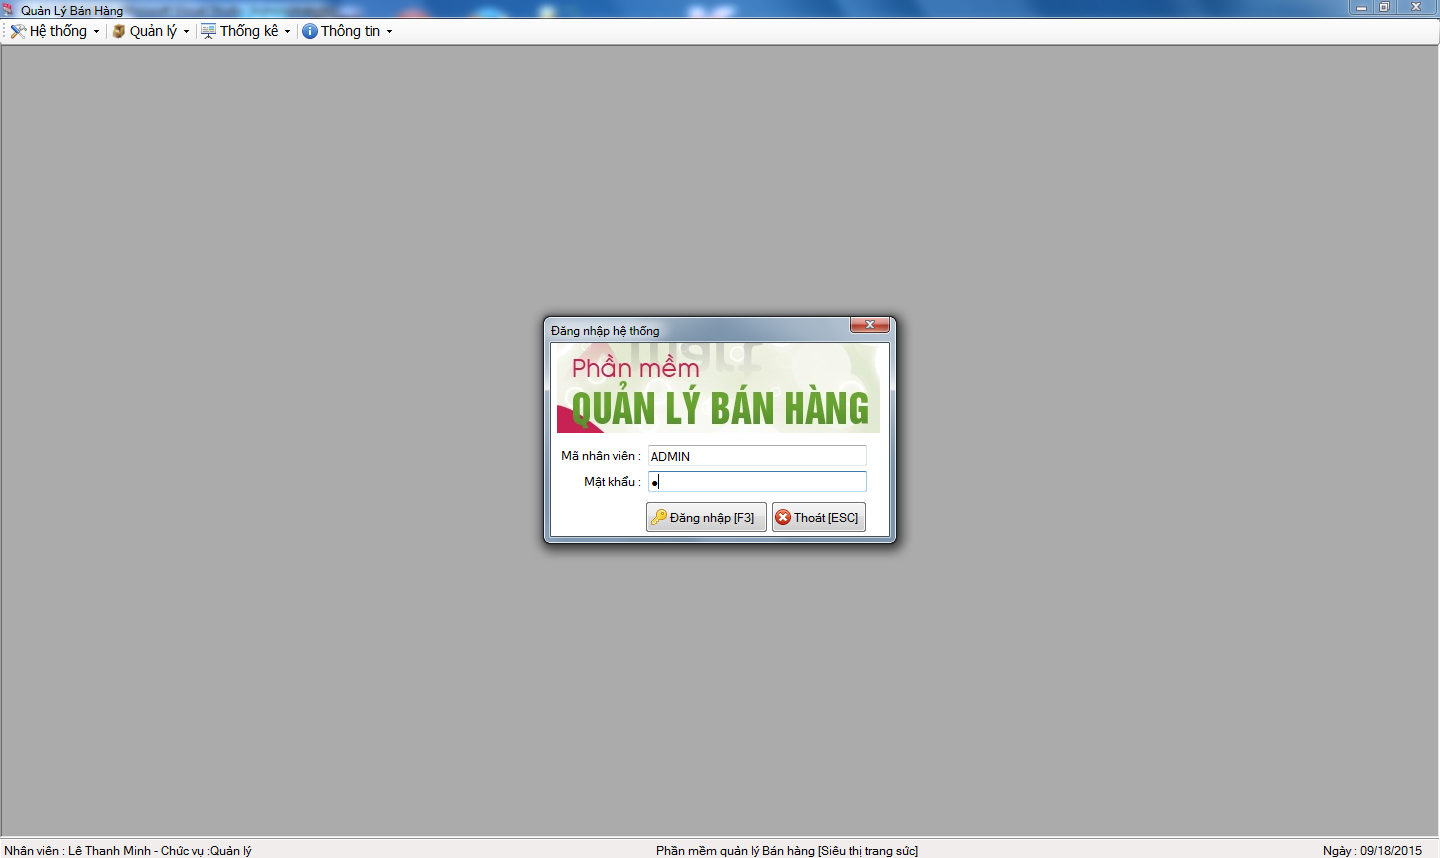 Quản Lý Bán Hàng
Hệ thống Quản lý Thống kê Thông tin
Đăng nhập hệ thống
Phần mềm
QUẢN LÝ BÁN HÀNG
Mã nhân viên : ADMIN
Mật khẩu : ●
Đăng nhập [F3] Thoát [ESC]
Nhân viên : Lê Thanh Minh - Chức vụ :Quản lý Phần mềm quản lý Bán hàng [Siêu thị trang sức] Ngày : 09/18/2015